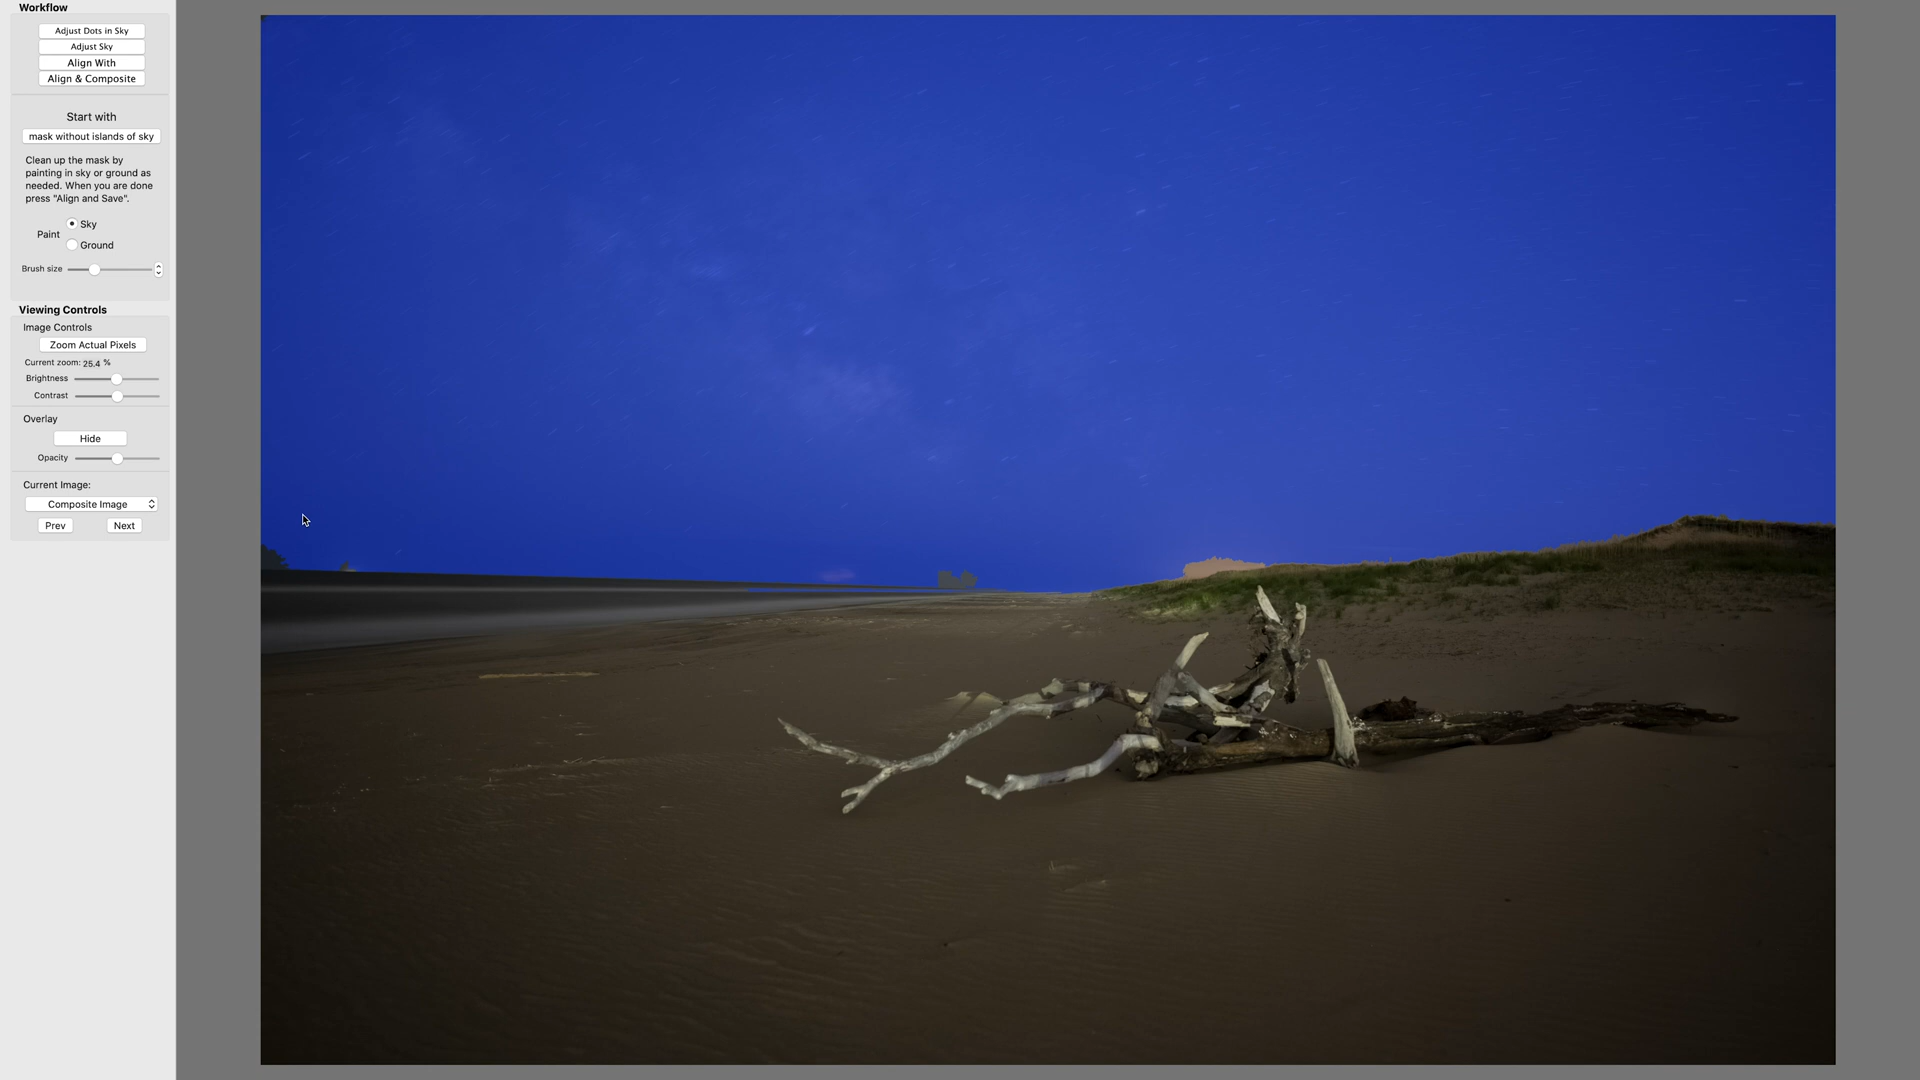 Workflow
Adjust Dots in Sky
Adjust Sky
Align With
Align & Composite
Start with
mask without islands of sky
Clean up the mask by
painting in sky or ground as
needed. When you are done
press "Align and Save".
Paint
Sky
Ground
Brush size
Viewing Controls
Image Controls
Zoom Actual Pixels
Current zoom: 25.4 %
Brightness
Contrast
Overlay
Hide
Opacity
Current Image:
Composite Image
Prev
Next